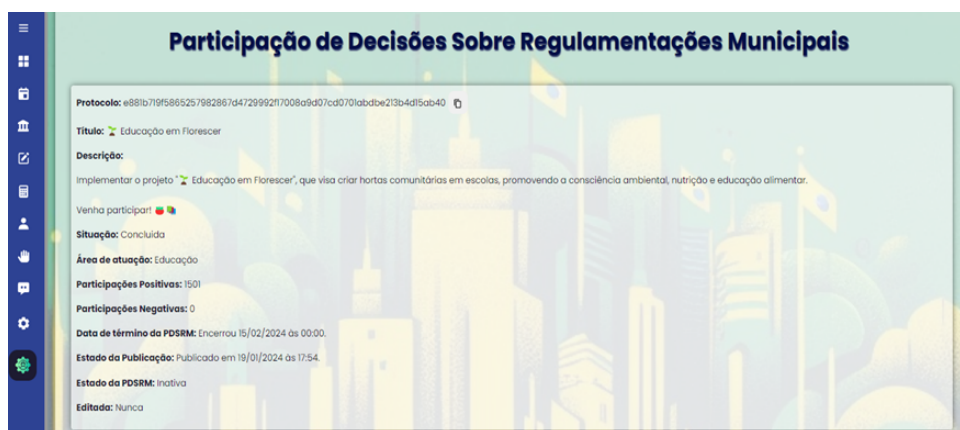 Participação de Decisões Sobre Regulamentações Municipais
Protocolo: e881b719f5865257982867d4729992f17008a9d07cd0701abdbe213b4d15ab40
Título: 🌱 Educação em Florescer
Descrição:
Implementar o projeto "🌱 Educação em Florescer", que visa criar hortas comunitárias em escolas, promovendo a consciência ambiental, nutrição e educação alimentar.
Venha participar! 🍅📚
Situação: Concluída
Área de atuação: Educação
Participações Positivas: 1501
Participações Negativas: 0
Data de término da PDSRM: Encerrou 15/02/2024 às 00:00.
Estado da Publicação: Publicado em 19/01/2024 às 17:54.
Estado da PDSRM: Inativa
Editada: Nunca